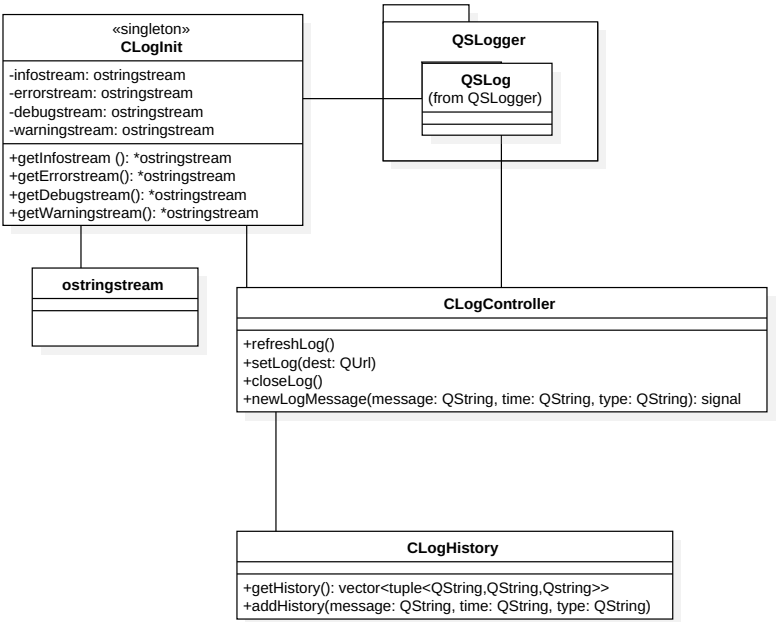 «singleton»
CLogInit
-infostream: ostringstream
-errorstream: ostringstream
-debugstream: ostringstream
-warningstream: ostringstream
+getInfostream (): *ostringstream
+getErrorstream(): *ostringstream
+getDebugstream(): *ostringstream
+getWarningstream(): *ostringstream
QSLogger
QSLog
(from QSLogger)
ostringstream
CLogController
+refreshLog()
+setLog(dest: QUrl)
+closeLog()
+newLogMessage(message: QString, time: QString, type: QString): signal
CLogHistory
+getHistory(): vector<tuple<QString,QString,Qstring>>
+addHistory(message: QString, time: QString, type: QString)